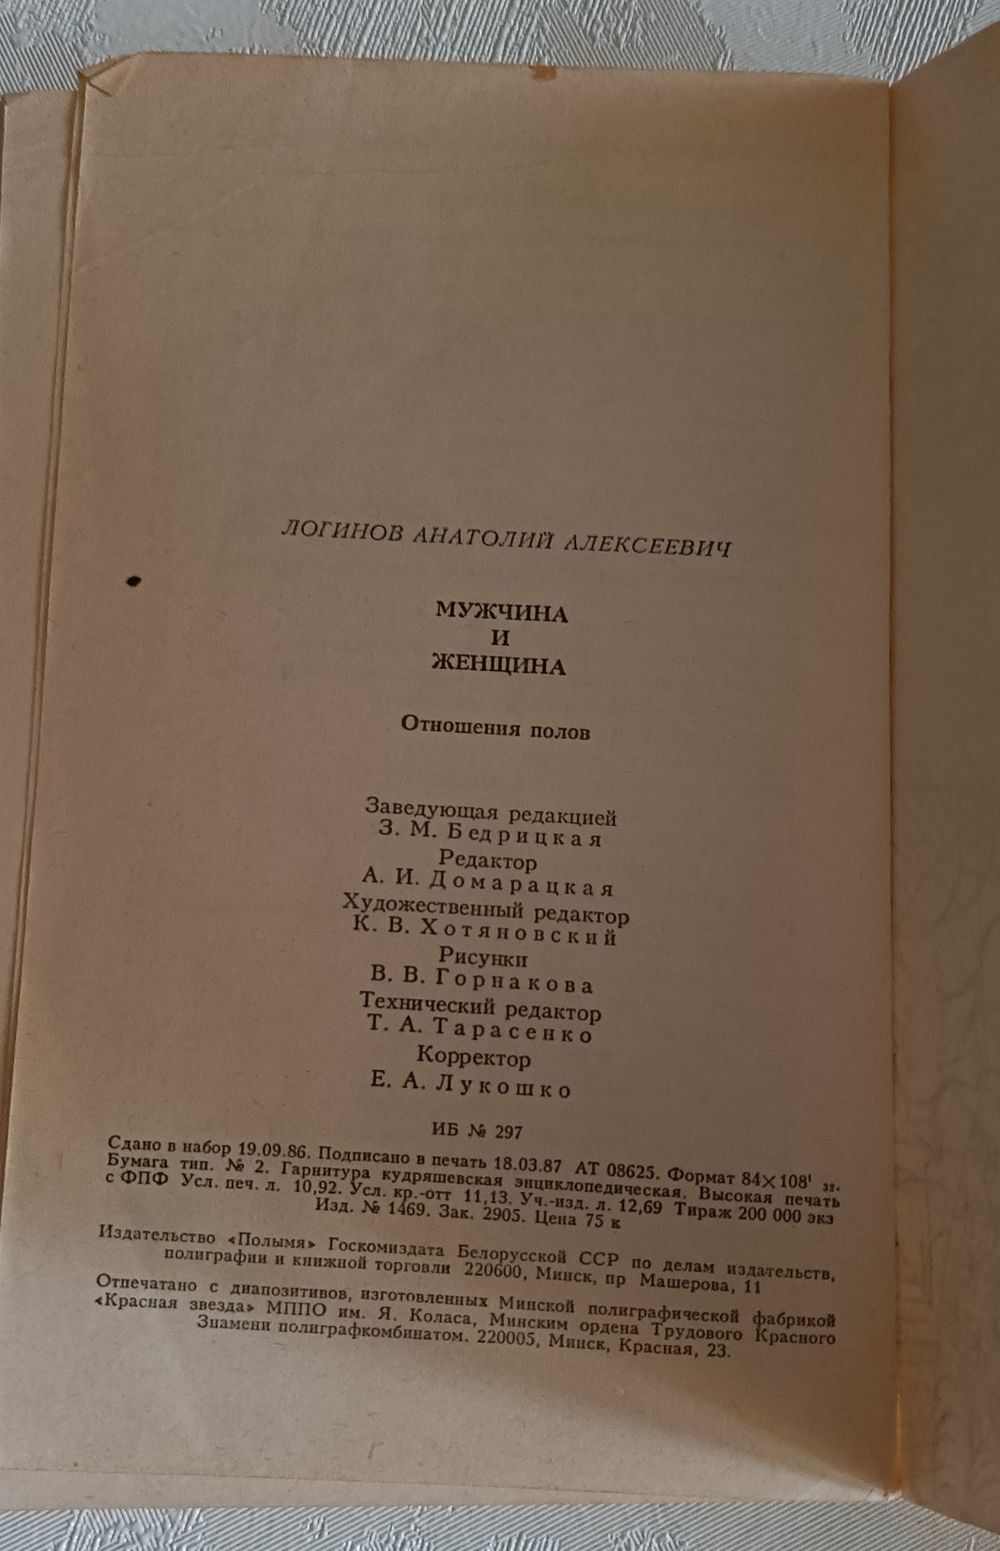 ЛОГИНОВ АНАТОЛИЙ АЛЕКСЕЕВИЧ
МУЖЧИНА
И
ЖЕНЩИНА
Отношения полов
Заведующая редакцией
З. М. Бедрицкая
Редактор
А. И. Домарацкая
Художественный редактор
К. В. Хотяновский
Рисунки
В. В. Горнакова
Технический редактор
Т. А. Тарасенко
Корректор
Е. А. Лукошко
ИБ № 297
Сдано в набор 19.09.86. Подписано в печать 18.03.87 АТ 08625. Формат 84×108¹ 32.
Бумага тип. № 2. Гарнитура кудряшевская энциклопедическая. Высокая печать
с ФПФ Усл. печ. л. 10,92. Усл. кр.-отт 11,13. Уч.-изд. л. 12,69 Тираж 200 000 экз
Изд. № 1469. Зак. 2905. Цена 75 к
Издательство «Полымя» Госкомиздата Белорусской ССР по делам издательств,
полиграфии и книжной торговли 220600, Минск, пр Машерова, 11
Отпечатано с диапозитивов, изготовленных Минской полиграфической фабрикой
«Красная звезда» МППО им. Я. Коласа, Минским ордена Трудового Красного
Знамени полиграфкомбинатом. 220005, Минск, Красная, 23.